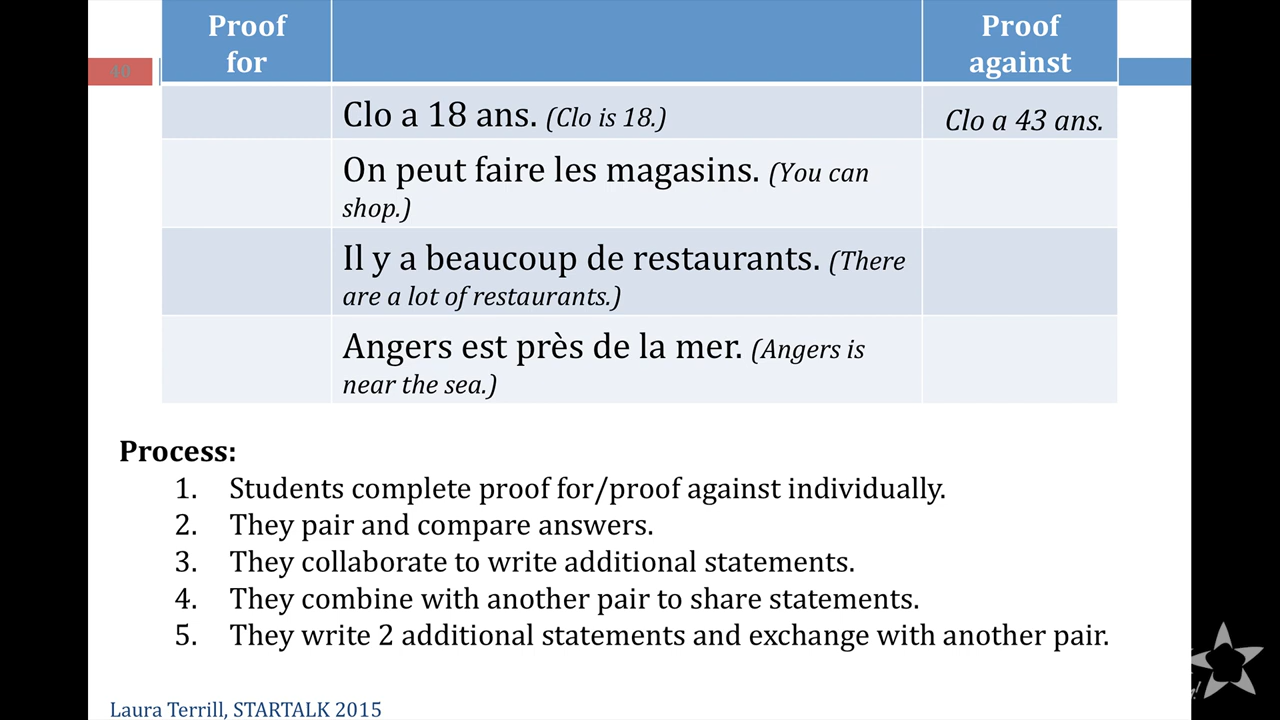 Proof for
Proof against
40
Clo a 18 ans. (Clo is 18.)
Clo a 43 ans.
On peut faire les magasins. (You can
shop.)
Il y a beaucoup de restaurants. (There
are a lot of restaurants.)
Angers est près de la mer. (Angers is
near the sea.)
Process:
1. Students complete proof for/proof against individually.
2. They pair and compare answers.
3. They collaborate to write additional statements.
4. They combine with another pair to share statements.
5. They write 2 additional statements and exchange with another pair.
Laura Terrill, STARTALK 2015